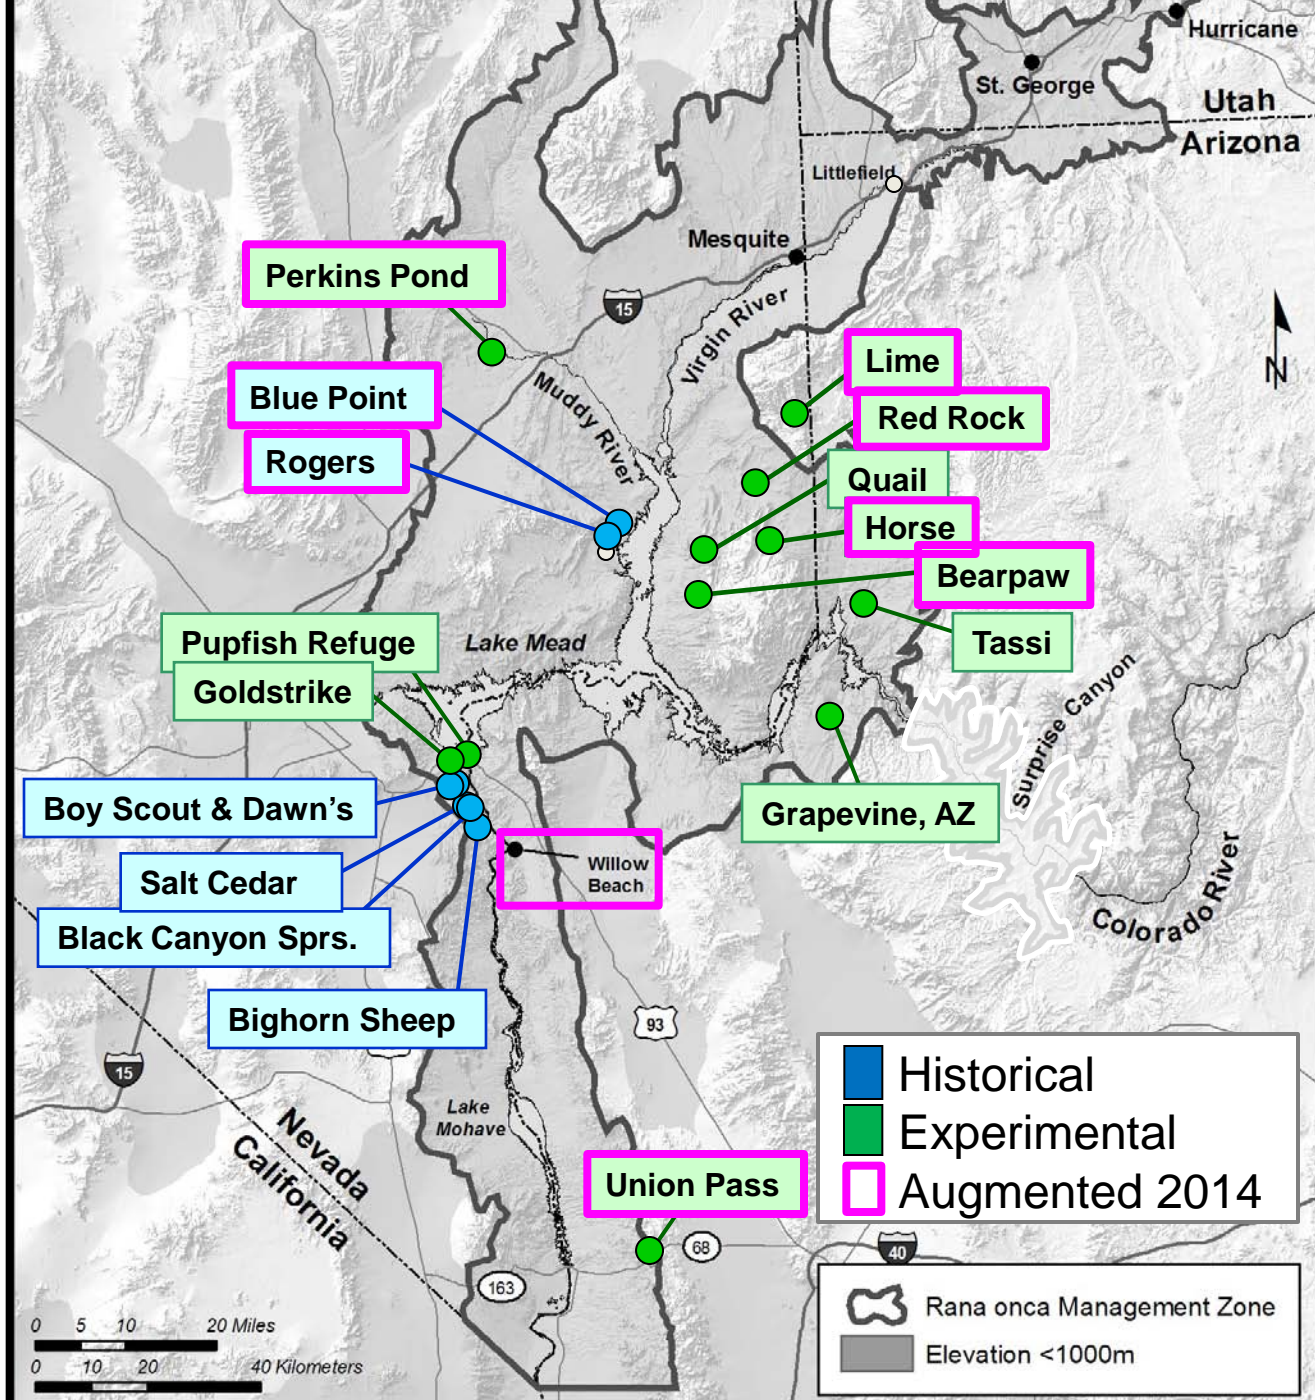 Hurricane
St. George
Utah
Arizona
Littlefield
Mesquite
Perkins Pond
15
Virgin River
N
Lime
Blue Point
Muddy River
Red Rock
Rogers
Quail
Horse
Bearpaw
Pupfish Refuge
Lake Mead
Tassi
Goldstrike
Surprise Canyon
Boy Scout & Dawn's
Grapevine, AZ
Willow
Beach
Salt Cedar
Colorado River
Black Canyon Sprs.
Bighorn Sheep
93
15
Historical
Experimental
Augmented 2014
Lake
Mohave
Nevada
California
Union Pass
68
40
163
Rana onca Management Zone
Elevation <1000m
0 5 10 20 Miles
0 10 20 40 Kilometers